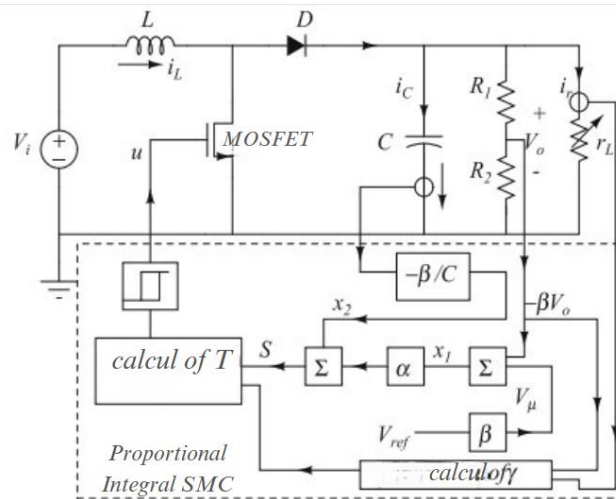 L
D
i_L
i_C
R_1
+
i_r
V_i
+
−
u
MOSFET
C
V_o
r_L
R_2
-
−β/C
x_2
−βV_o
calcul of T
S
Σ
α
x_1
Σ
V_μ
V_ref
β
Proportional
Integral SMC
calculofγ